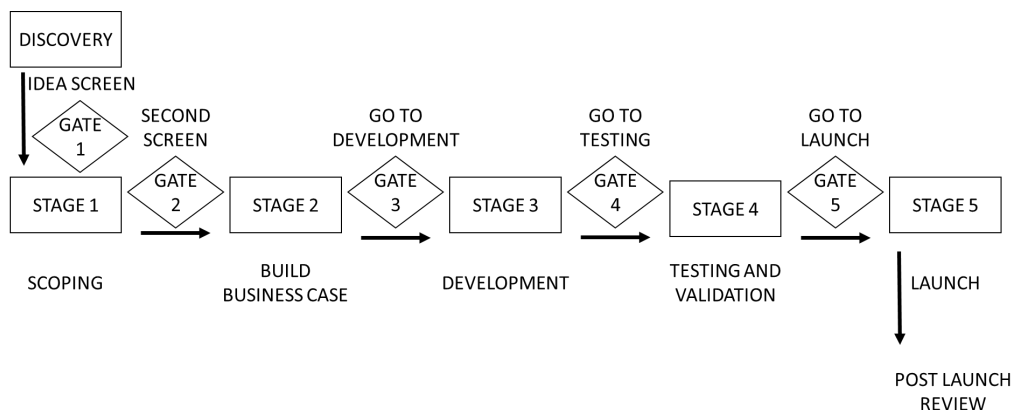 DISCOVERY
IDEA SCREEN
GATE
1
SECOND
SCREEN
GO TO
DEVELOPMENT
GO TO
TESTING
GO TO
LAUNCH
STAGE 1
GATE
2
STAGE 2
GATE
3
STAGE 3
GATE
4
STAGE 4
GATE
5
STAGE 5
SCOPING
BUILD
BUSINESS CASE
DEVELOPMENT
TESTING AND
VALIDATION
LAUNCH
POST LAUNCH
REVIEW